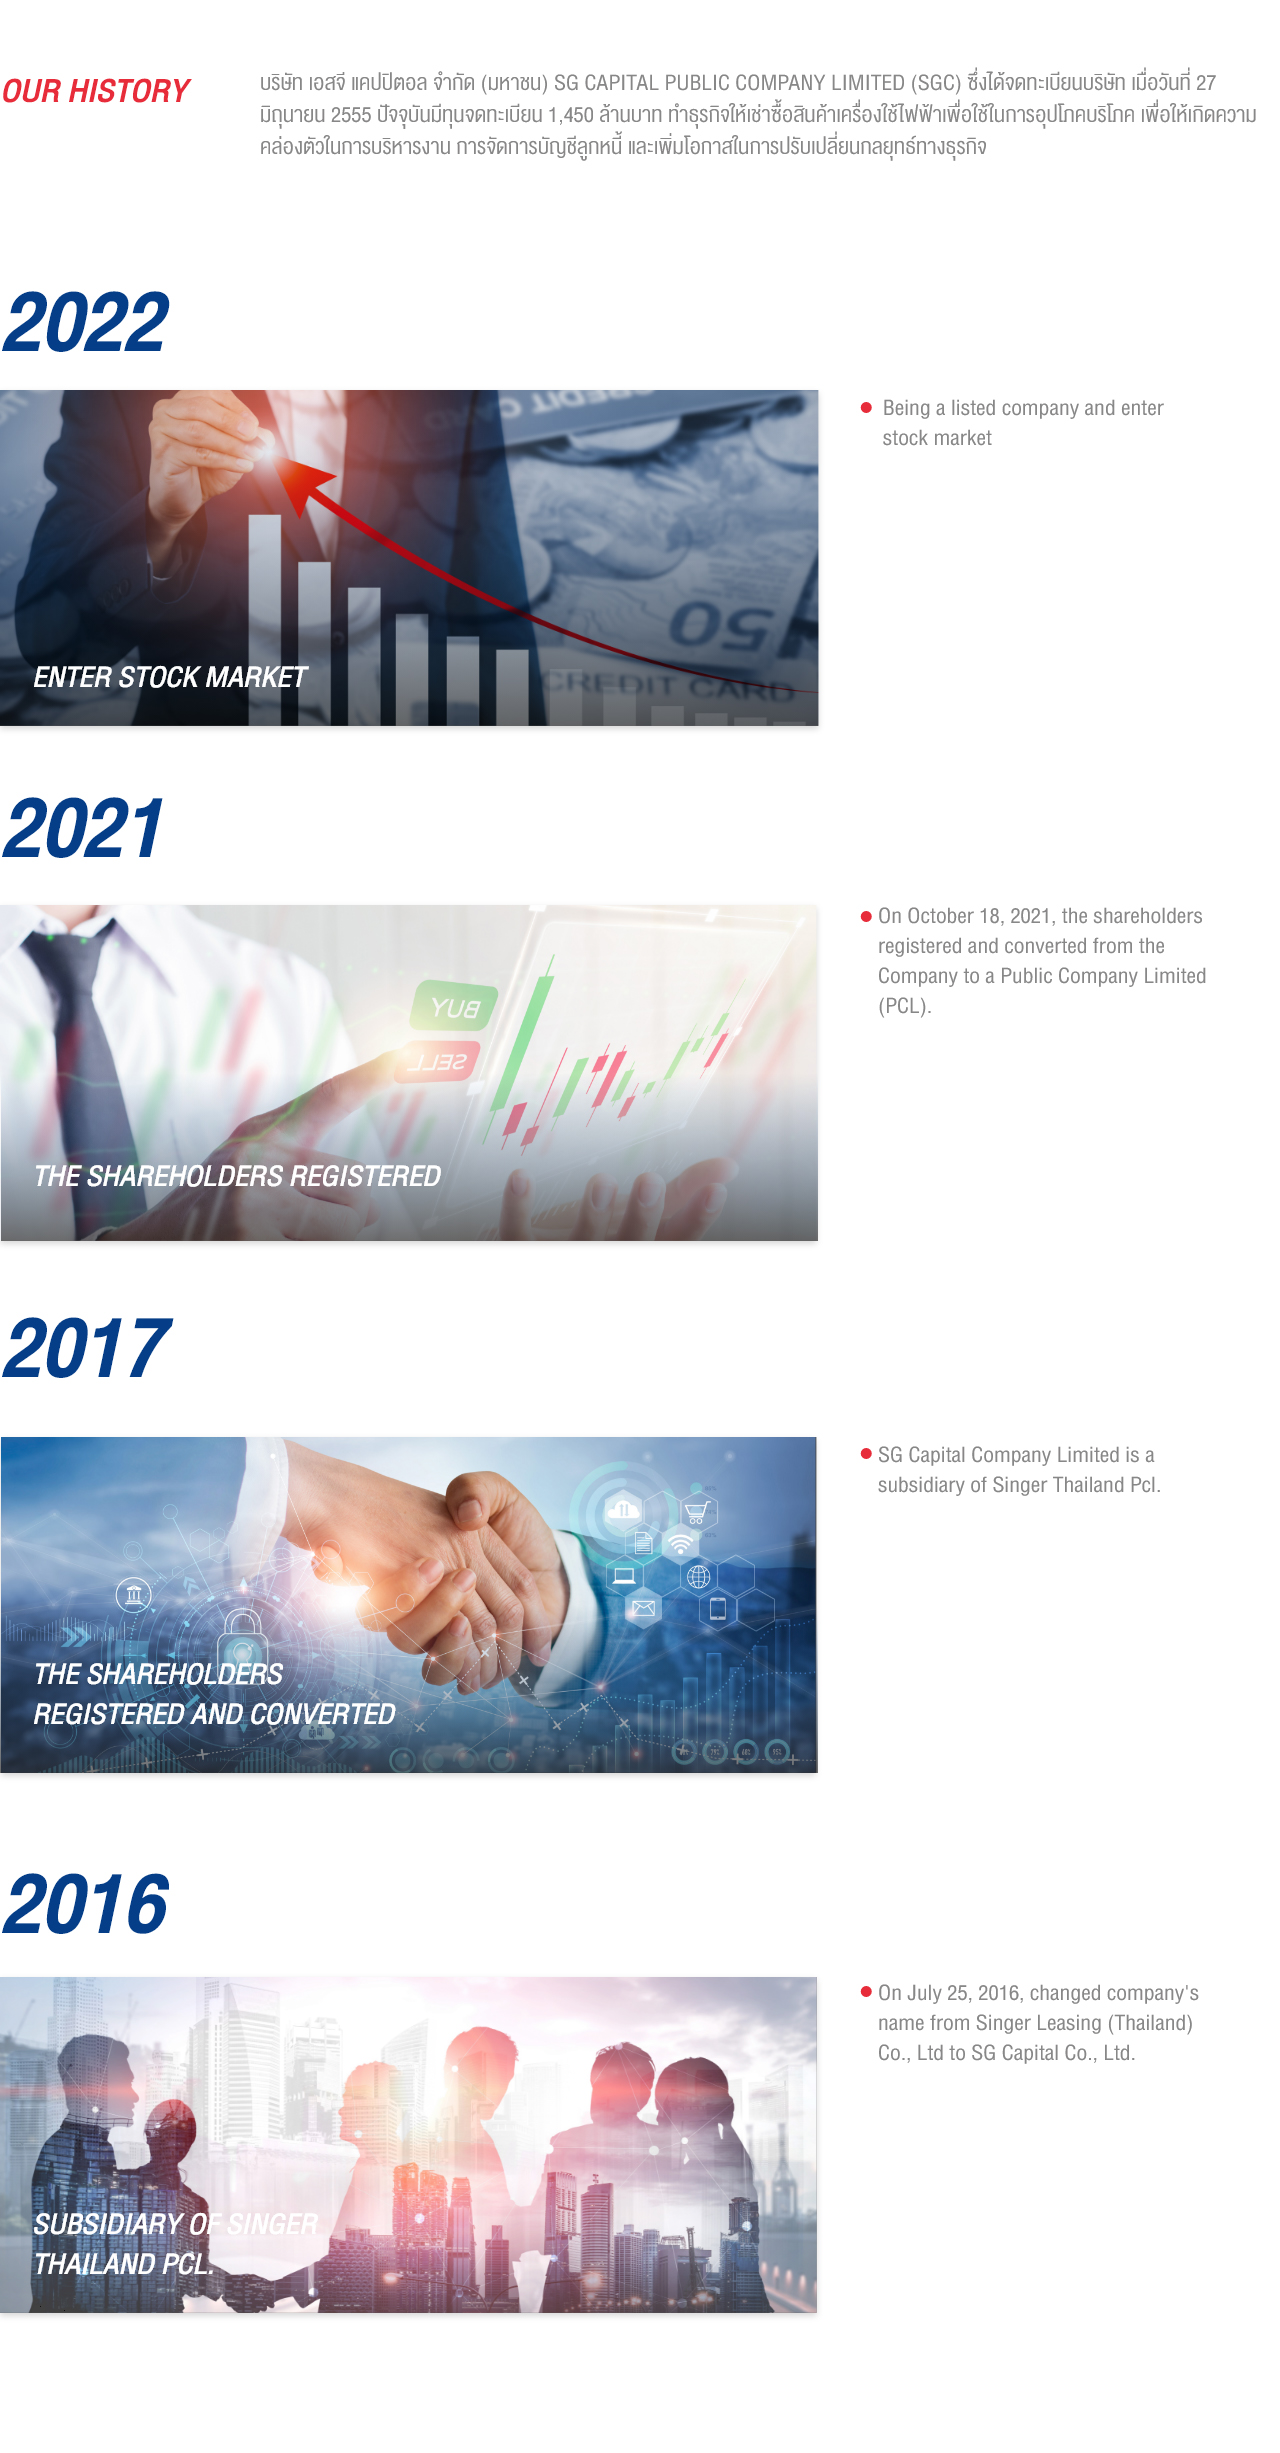 OUR HISTORY
บริษัท เอสจี แคปปิตอล จำกัด (มหาชน) SG CAPITAL PUBLIC COMPANY LIMITED (SGC) ซึ่งได้จดทะเบียนบริษัท เมื่อวันที่ 27
มิถุนายน 2555 ปัจจุบันมีทุนจดทะเบียน 1,450 ล้านบาท ทำธุรกิจให้เช่าซื้อสินค้าเครื่องใช้ไฟฟ้าเพื่อใช้ในการอุปโภคบริโภค เพื่อให้เกิดความ
คล่องตัวในการบริหารงาน การจัดการบัญชีลูกหนี้ และเพิ่มโอกาสในการปรับเปลี่ยนกลยุทธ์ทางธุรกิจ
2022
CREDIT CARD
50
CREDIT CARD
ENTER STOCK MARKET
Being a listed company and enter
stock market
2021
BUY
SELL
THE SHAREHOLDERS REGISTERED
On October 18, 2021, the shareholders
registered and converted from the
Company to a Public Company Limited
(PCL).
2017
THE SHAREHOLDERS
REGISTERED AND CONVERTED
SG Capital Company Limited is a
subsidiary of Singer Thailand Pcl.
2016
SUBSIDIARY OF SINGER
THAILAND PCL.
On July 25, 2016, changed company's
name from Singer Leasing (Thailand)
Co., Ltd to SG Capital Co., Ltd.